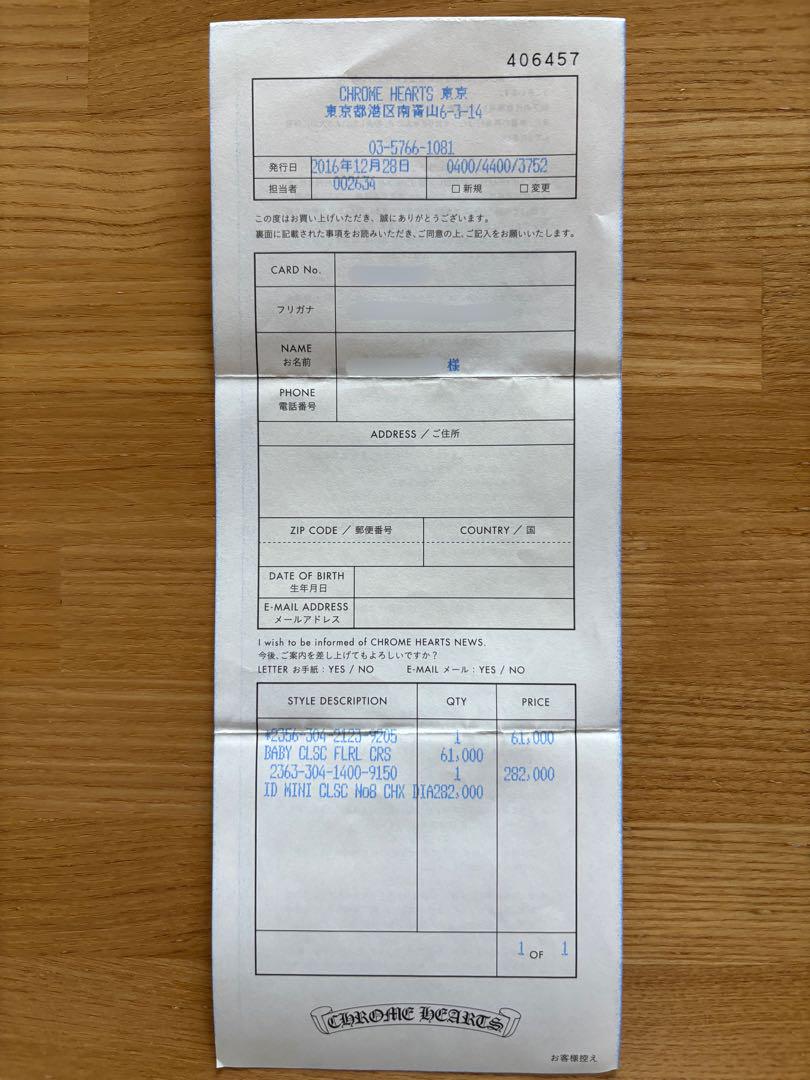 406457
CHROME HEARTS 東京
東京都港区南青山6-3-14
03-5766-1081
発行日 2016年12月28日 0400/4400/3752
担当者 002634 □ 新規 □ 変更
この度はお買い上げいただき、誠にありがとうございます。
裏面に記載された事項をお読みいただき、ご同意の上、ご記入をお願いいたします。
CARD No.
フリガナ
NAME
お名前 様
PHONE
電話番号
ADDRESS / ご住所
ZIP CODE / 郵便番号 COUNTRY / 国
DATE OF BIRTH
生年月日
E-MAIL ADDRESS
メールアドレス
I wish to be informed of CHROME HEARTS NEWS.
今後、ご案内を差し上げてもよろしいですか？
LETTER お手紙：YES / NO E-MAIL メール：YES / NO
STYLE DESCRIPTION QTY PRICE
*2356-304-2123-9205 1 61,000
BABY CLSC FLRL CRS 61,000
2363-304-1400-9150 1 282,000
ID MINI CLSC No8 CHX DIA282,000
1 OF 1
CHROME HEARTS
お客様控え